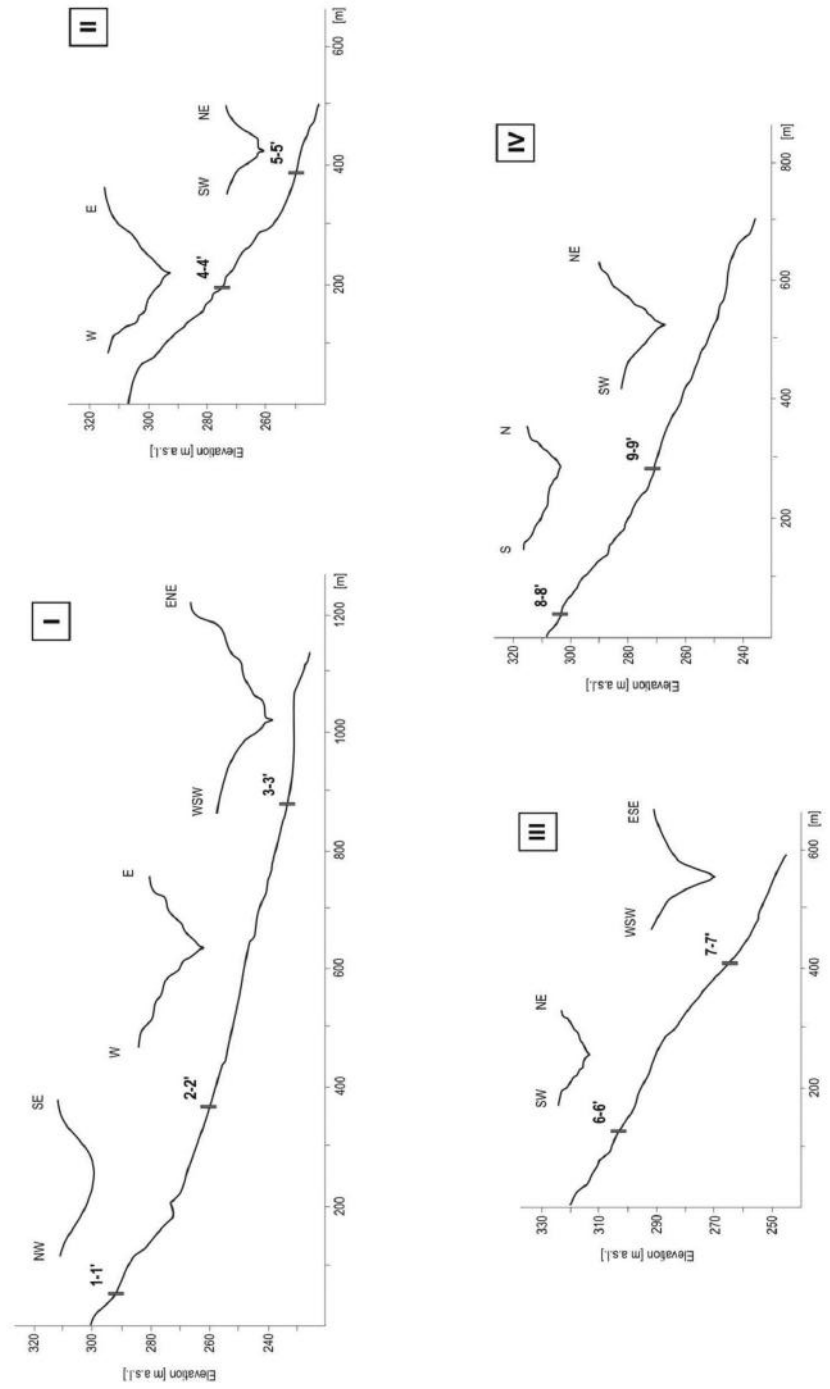 I
Elevation [m a.s.l.]
320
300
280
260
240
200
400
600
800
1000
1200
[m]
NW
SE
1-1'
W
E
2-2'
WSW
ENE
3-3'
II
Elevation [m a.s.l.]
320
300
280
260
200
400
600
[m]
W
E
4-4'
SW
NE
5-5'
III
Elevation [m a.s.l.]
330
310
290
270
250
200
400
600
[m]
SW
NE
6-6'
WSW
ESE
7-7'
IV
Elevation [m a.s.l.]
320
300
280
260
240
200
400
600
800
[m]
S
N
8-8'
SW
NE
9-9'